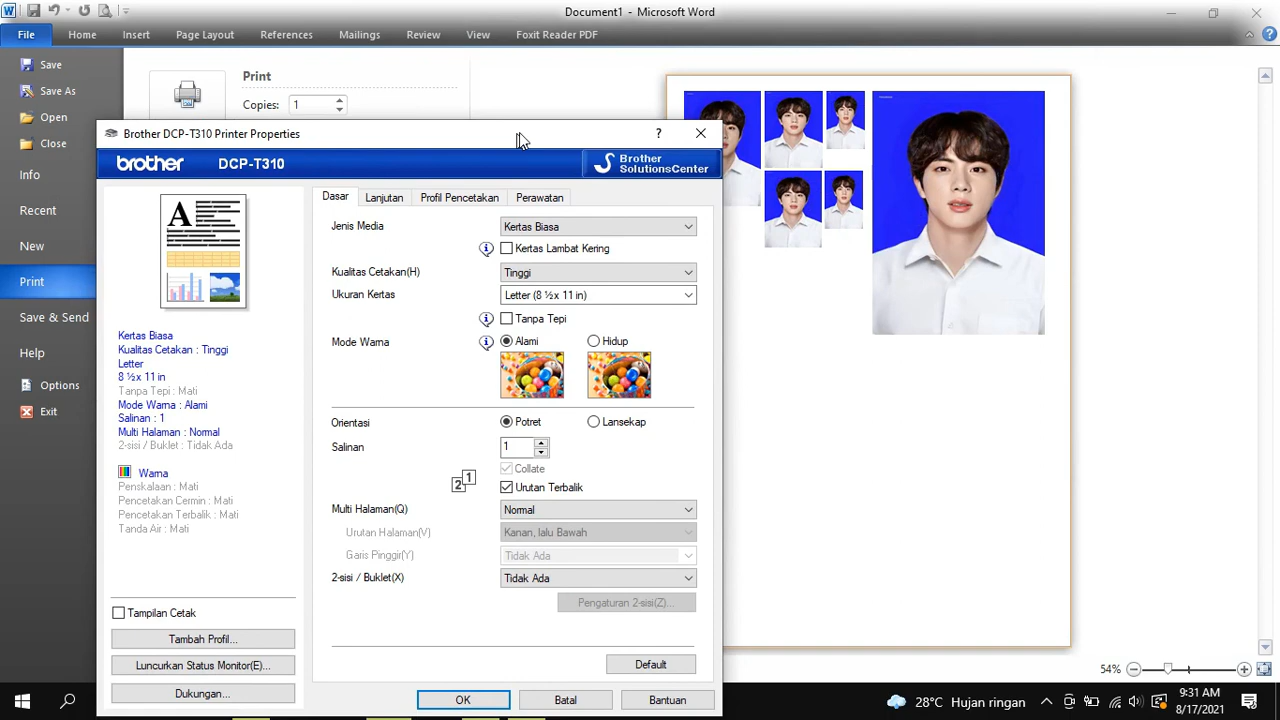 Document1 - Microsoft Word
File Home Insert Page Layout References Mailings Review View Foxit Reader PDF
Save
Save As
Open
Close
Info
Recent
New
Print
Save & Send
Help
Options
Exit
Print
Copies: 1
Brother DCP-T310 Printer Properties
brother DCP-T310
Brother
SolutionsCenter
Dasar Lanjutan Profil Pencetakan Perawatan
Jenis Media Kertas Biasa
Kertas Lambat Kering
Kualitas Cetakan(H) Tinggi
Ukuran Kertas Letter (8 ½x 11 in)
Tanpa Tepi
Mode Warna Alami Hidup
Orientasi Potret Lansekap
Salinan 1
Collate
2 1 Urutan Terbalik
Multi Halaman(Q) Normal
Urutan Halaman(V) Kanan, lalu Bawah
Garis Pinggir(Y) Tidak Ada
2-sisi / Buklet(X) Tidak Ada
Pengaturan 2-sisi(Z)...
Default
OK Batal Bantuan
A
Kertas Biasa
Kualitas Cetakan : Tinggi
Letter
8 ½x 11 in
Tanpa Tepi : Mati
Mode Warna : Alami
Salinan : 1
Multi Halaman : Normal
2-sisi / Buklet : Tidak Ada
Warna
Penskalaan : Mati
Pencetakan Cermin : Mati
Pencetakan Terbalik : Mati
Tanda Air : Mati
Tampilan Cetak
Tambah Profil...
Luncurkan Status Monitor(E)...
Dukungan...
54%
28°C Hujan ringan
9:31 AM
8/17/2021